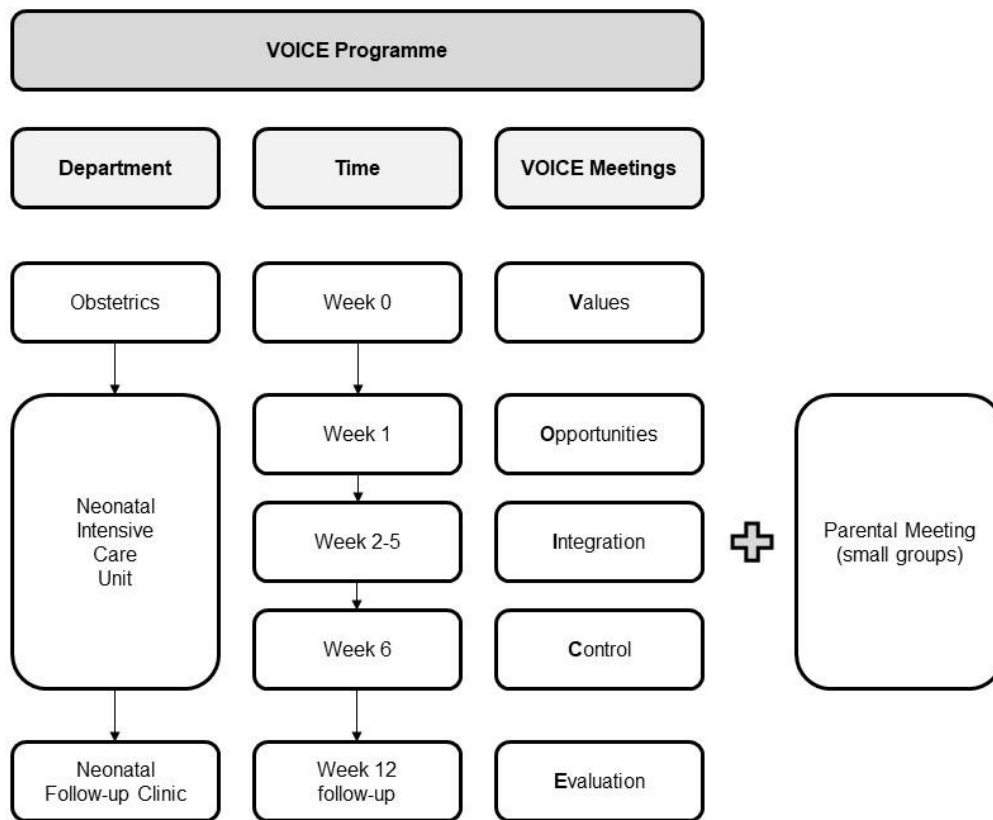 VOICE Programme
Department
Time
VOICE Meetings
Obstetrics
Week 0
Values
Neonatal
Intensive
Care
Unit
Week 1
Opportunities
Week 2-5
Integration
Parental Meeting
(small groups)
Week 6
Control
Neonatal
Follow-up Clinic
Week 12
follow-up
Evaluation